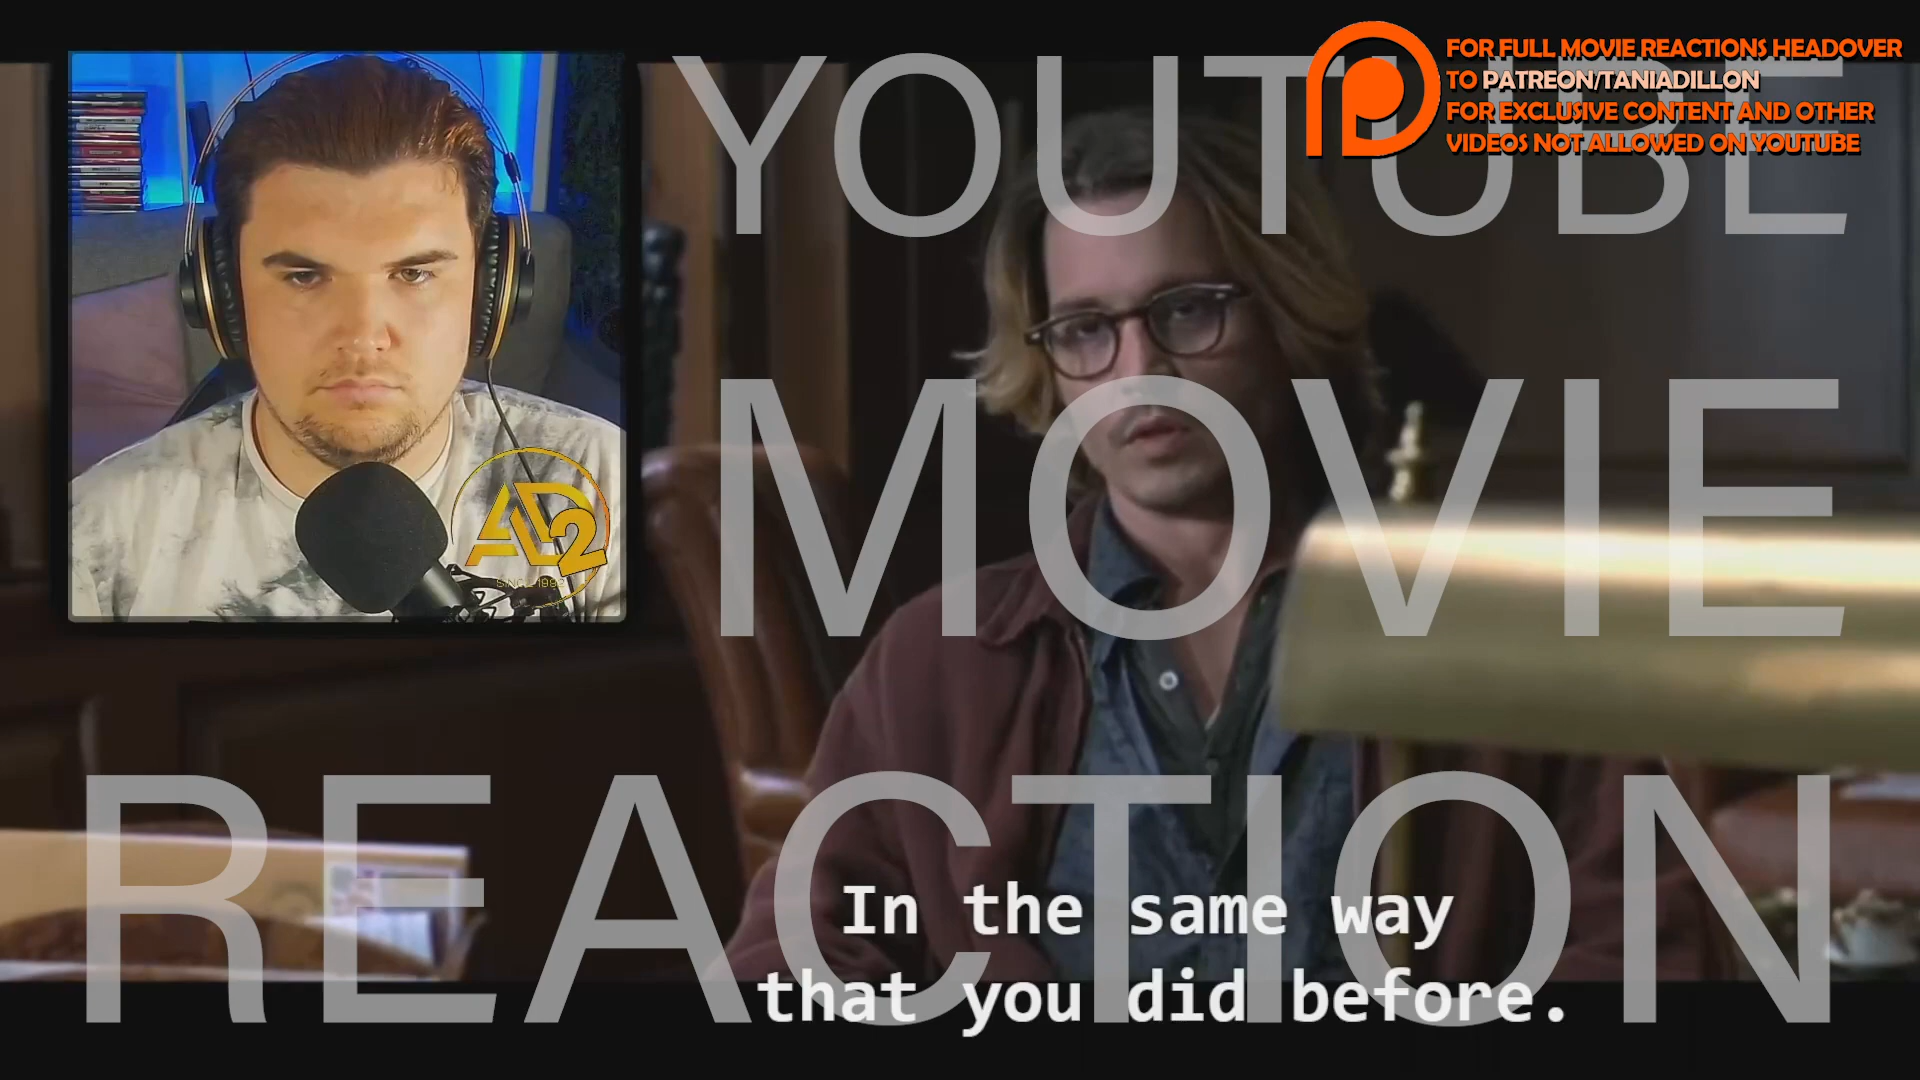 YOUTUBE
FOR FULL MOVIE REACTIONS HEADOVER
TO PATREON/TANIADILLON
FOR EXCLUSIVE CONTENT AND OTHER
VIDEOS NOT ALLOWED ON YOUTUBE
MOVIE
AD2
REACTION
In the same way
that you did before.